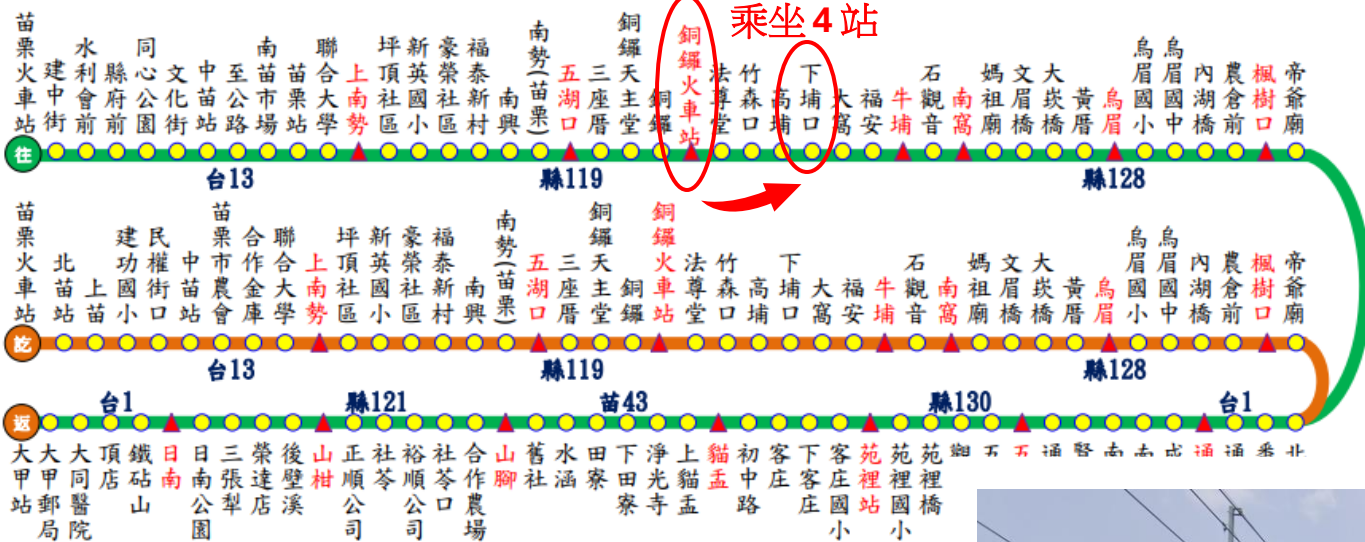 乘坐 4 站
苗栗火車站
建中街
水利會前
縣府前
同心公園
文化街
中苗站
至公路
南苗市場
苗栗站
聯合大學
上南勢
坪頂社區
新英國小
豪榮社區
福泰新村
南興
南勢(苗栗)
五湖口
三座厝
銅鑼天主堂
銅鑼
銅鑼火車站
法尊堂
竹森口
高埔
下埔口
大窩
福安
牛埔
石觀音
南窩
媽祖廟
文眉橋
大崁橋
黃厝
烏眉
烏眉國小
烏眉國中
內湖橋
農倉前
楓樹口
帝爺廟
往
台13
縣119
縣128
苗栗火車站
北苗站
上苗
建功國小
民權街口
中苗站
苗栗市農會
合作金庫
聯合大學
上南勢
坪頂社區
新英國小
豪榮社區
福泰新村
南興
南勢(苗栗)
五湖口
三座厝
銅鑼天主堂
銅鑼
銅鑼火車站
法尊堂
竹森口
高埔
下埔口
大窩
福安
牛埔
石觀音
南窩
媽祖廟
文眉橋
大崁橋
黃厝
烏眉
烏眉國小
烏眉國中
內湖橋
農倉前
楓樹口
帝爺廟
訖
台13
縣119
縣128
台1
縣121
苗43
縣130
台1
返
大甲站
大甲郵局
大同醫院
頂店
鐵砧山
日南
日南公園
三張犁
榮達店
後壁溪
山柑
正順公司
社苓
裕順公司
社苓口
合作農場
山腳
舊社
水涵
田寮
下田寮
淨光寺
上貓盂
貓盂
初中路
客庄
下客庄
客庄國小
苑裡站
苑裡國小
苑裡橋